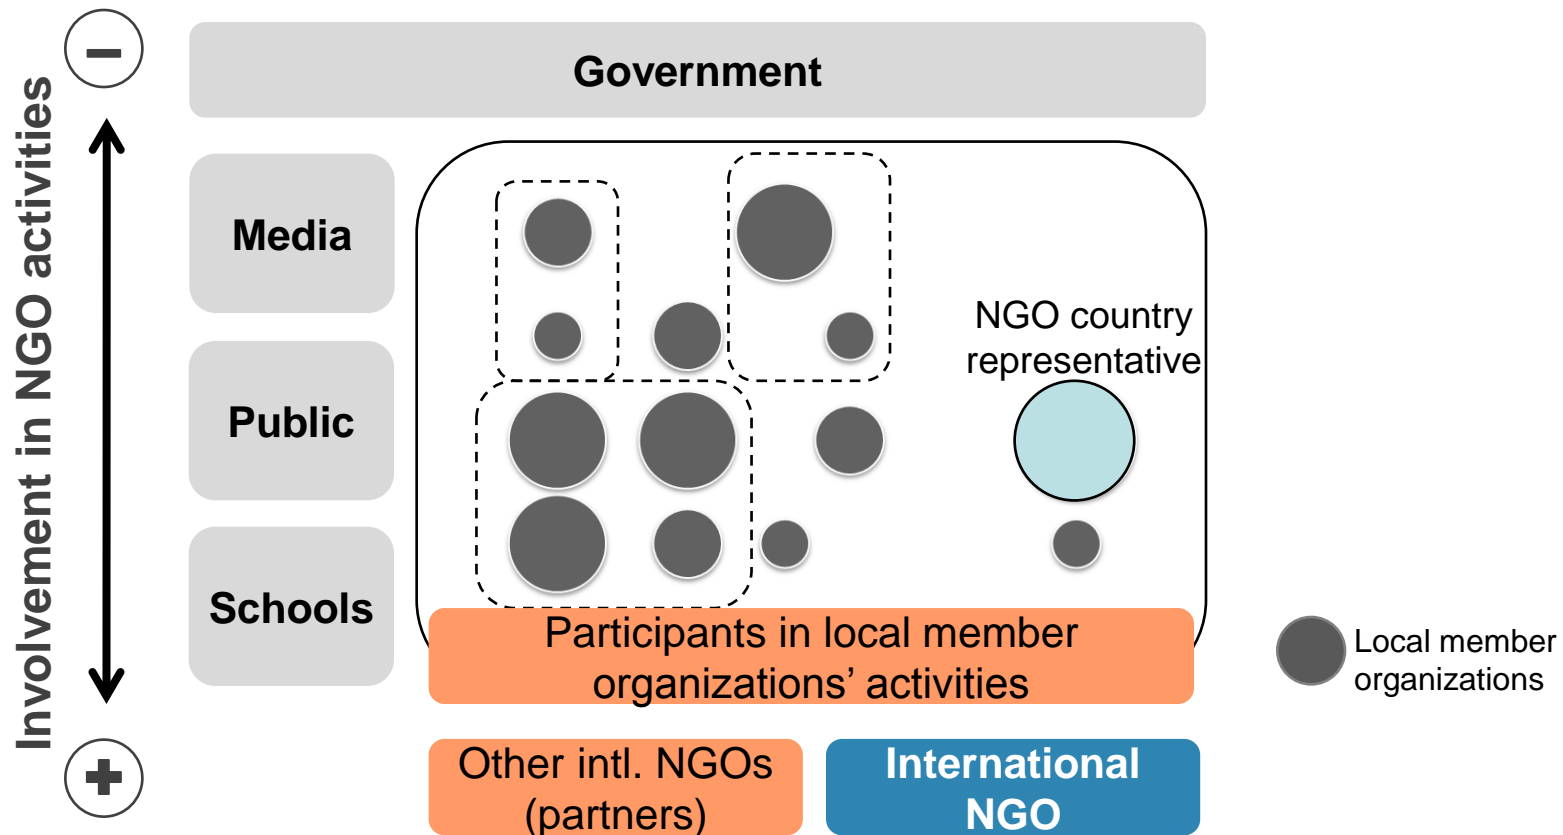 Involvement in NGO activities
Government
Media
Public
Schools
NGO country
representative
Participants in local member
organizations’ activities
Other intl. NGOs
(partners)
International
NGO
Local member
organizations